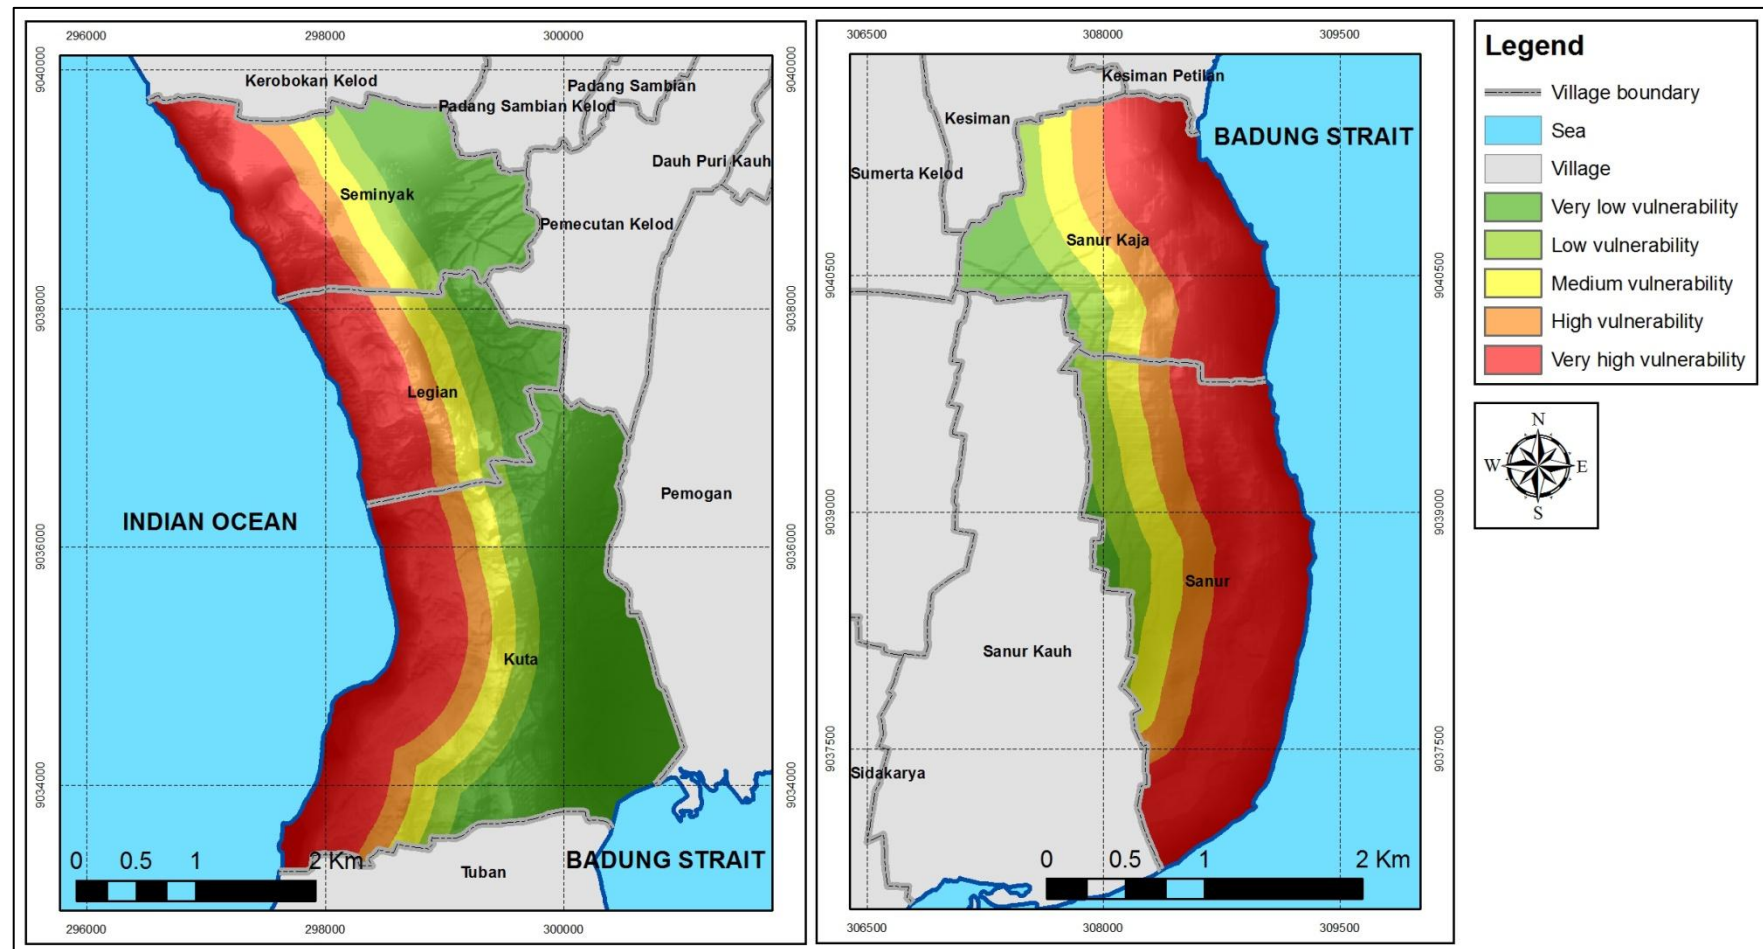 296000 298000 300000
9040000 9040000
Kerobokan Kelod
Padang Sambian
Padang Sambian Kelod
Dauh Puri Kauh
Seminyak
Pemecutan Kelod
9038000 9038000
Legian
Pemogan
INDIAN OCEAN
9036000 9036000
Kuta
9034000 9034000
0 0.5 1 2 Km
BADUNG STRAIT
Tuban
296000 298000 300000
306500 308000 309500
Kesiman Petilan
Kesiman
BADUNG STRAIT
Sumerta Kelod
Sanur Kaja
9040500 9040500
9039000 9039000
Sanur
Sanur Kauh
9037500 9037500
Sidakarya
0 0.5 1 2 Km
306500 308000 309500
Legend
Village boundary
Sea
Village
Very low vulnerability
Low vulnerability
Medium vulnerability
High vulnerability
Very high vulnerability
N
W E
S